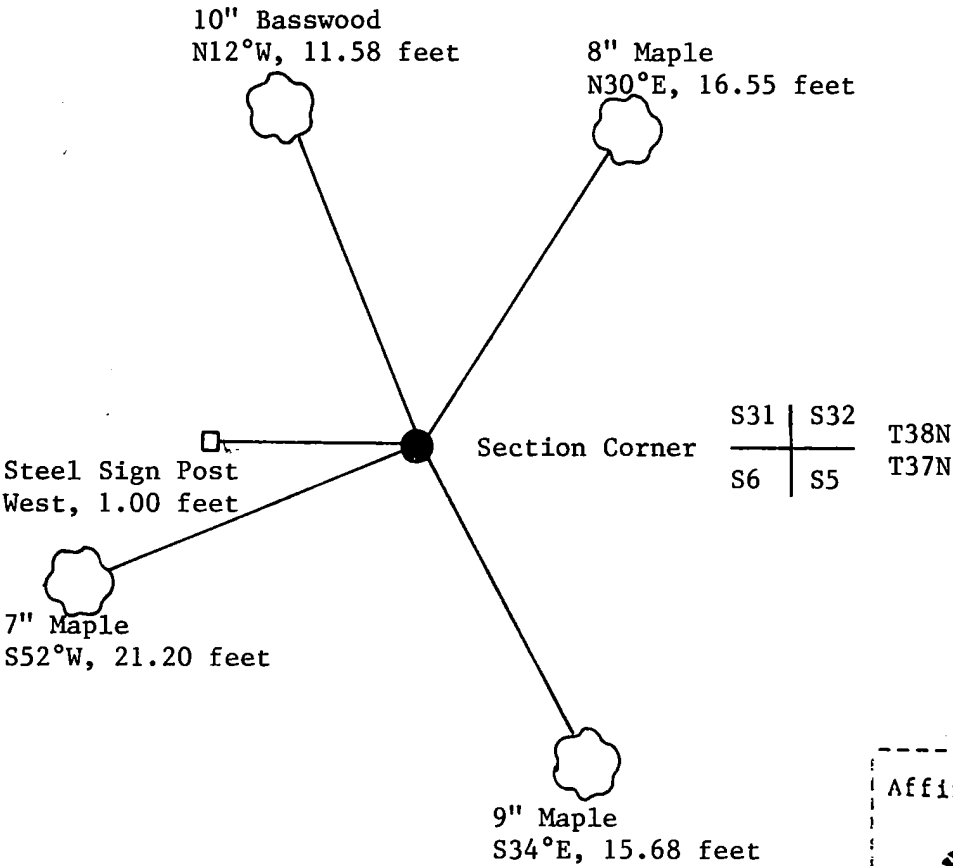 10" Basswood
N12°W, 11.58 feet
8" Maple
N30°E, 16.55 feet
Section Corner
S31 S32
S6 S5
T38N
T37N
Steel Sign Post
West, 1.00 feet
7" Maple
S52°W, 21.20 feet
9" Maple
S34°E, 15.68 feet